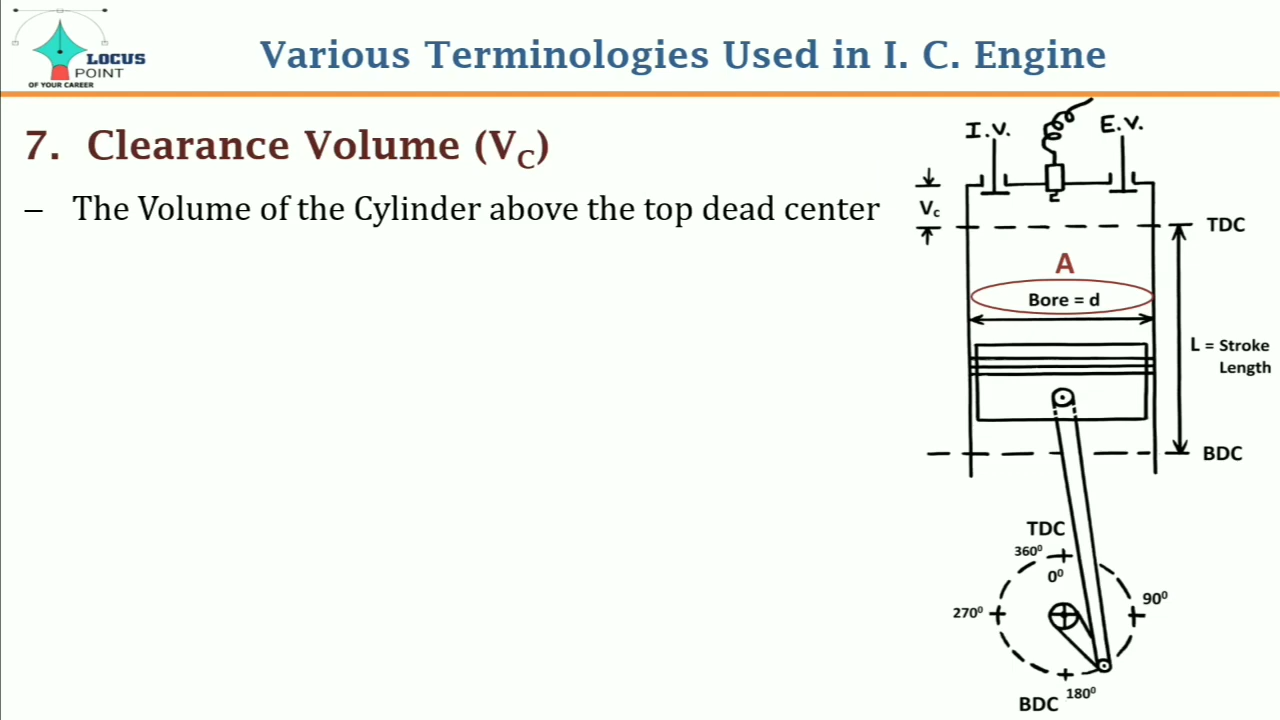 LOCUS
POINT
OF YOUR CAREER
Various Terminologies Used in I. C. Engine
7. Clearance Volume (V_C)
– The Volume of the Cylinder above the top dead center
I.V.
E.V.
Vc
TDC
A
Bore = d
L = Stroke
Length
BDC
TDC
360⁰
0⁰
90⁰
270⁰
180⁰
BDC